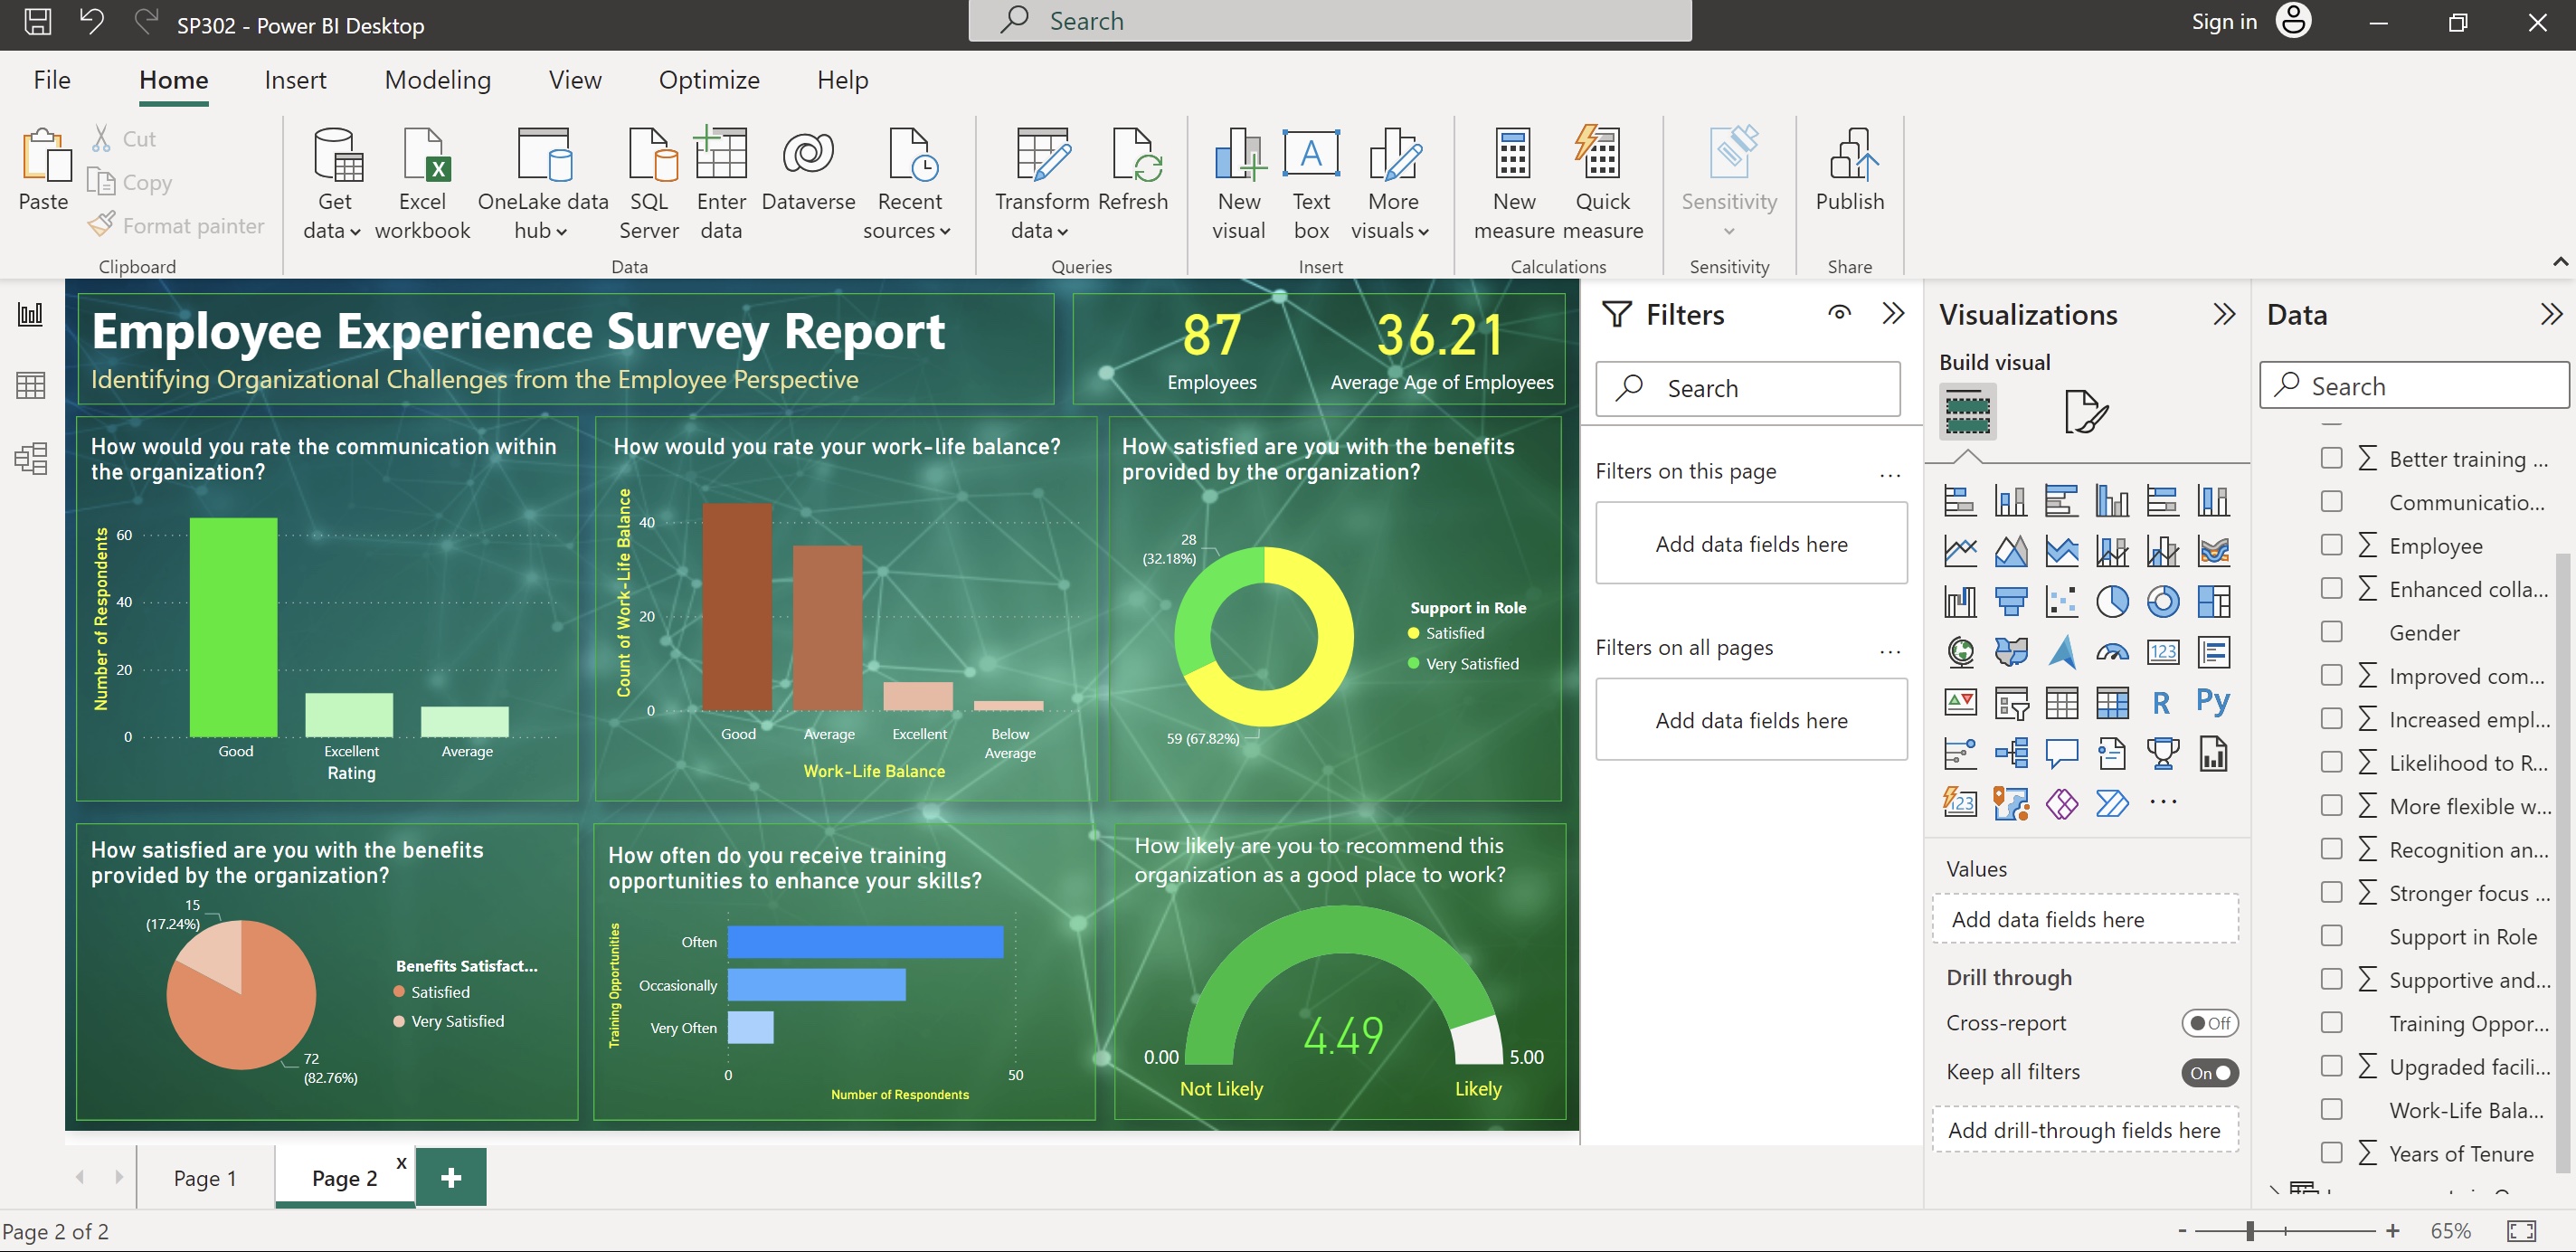 SP302 - Power BI Desktop
Search
Sign in
File
Home
Insert
Modeling
View
Optimize
Help
Paste
Cut
Copy
Format painter
Clipboard
Get
data
Excel
workbook
OneLake data
hub
SQL
Server
Enter
data
Dataverse
Recent
sources
Data
Transform
data
Refresh
Queries
New
visual
Text
box
More
visuals
Insert
New
measure
Quick
measure
Calculations
Sensitivity
Sensitivity
Publish
Share
Employee Experience Survey Report
Identifying Organizational Challenges from the Employee Perspective
87
Employees
36.21
Average Age of Employees
How would you rate the communication within
the organization?
Number of Respondents
60
40
20
0
Good
Excellent
Average
Rating
How would you rate your work-life balance?
Count of Work-Life Balance
40
20
0
Good
Average
Excellent
Below
Average
Work-Life Balance
How satisfied are you with the benefits
provided by the organization?
28
(32.18%)
59 (67.82%)
Support in Role
Satisfied
Very Satisfied
How satisfied are you with the benefits
provided by the organization?
15
(17.24%)
72
(82.76%)
Benefits Satisfact...
Satisfied
Very Satisfied
How often do you receive training
opportunities to enhance your skills?
Training Opportunities
Often
Occasionally
Very Often
0
50
Number of Respondents
How likely are you to recommend this
organization as a good place to work?
4.49
0.00
5.00
Not Likely
Likely
Filters
Search
Filters on this page
...
Add data fields here
Filters on all pages
...
Add data fields here
Visualizations
Build visual
123
R
Py
123
...
Values
Add data fields here
Drill through
Cross-report
Off
Keep all filters
On
Add drill-through fields here
Data
Search
Better training ...
Communicatio...
Employee
Enhanced colla...
Gender
Improved com...
Increased empl...
Likelihood to R...
More flexible w...
Recognition an...
Stronger focus ...
Support in Role
Supportive and...
Training Oppor...
Upgraded facili...
Work-Life Bala...
Years of Tenure
Page 1
Page 2
x
+
Page 2 of 2
-
+
65%